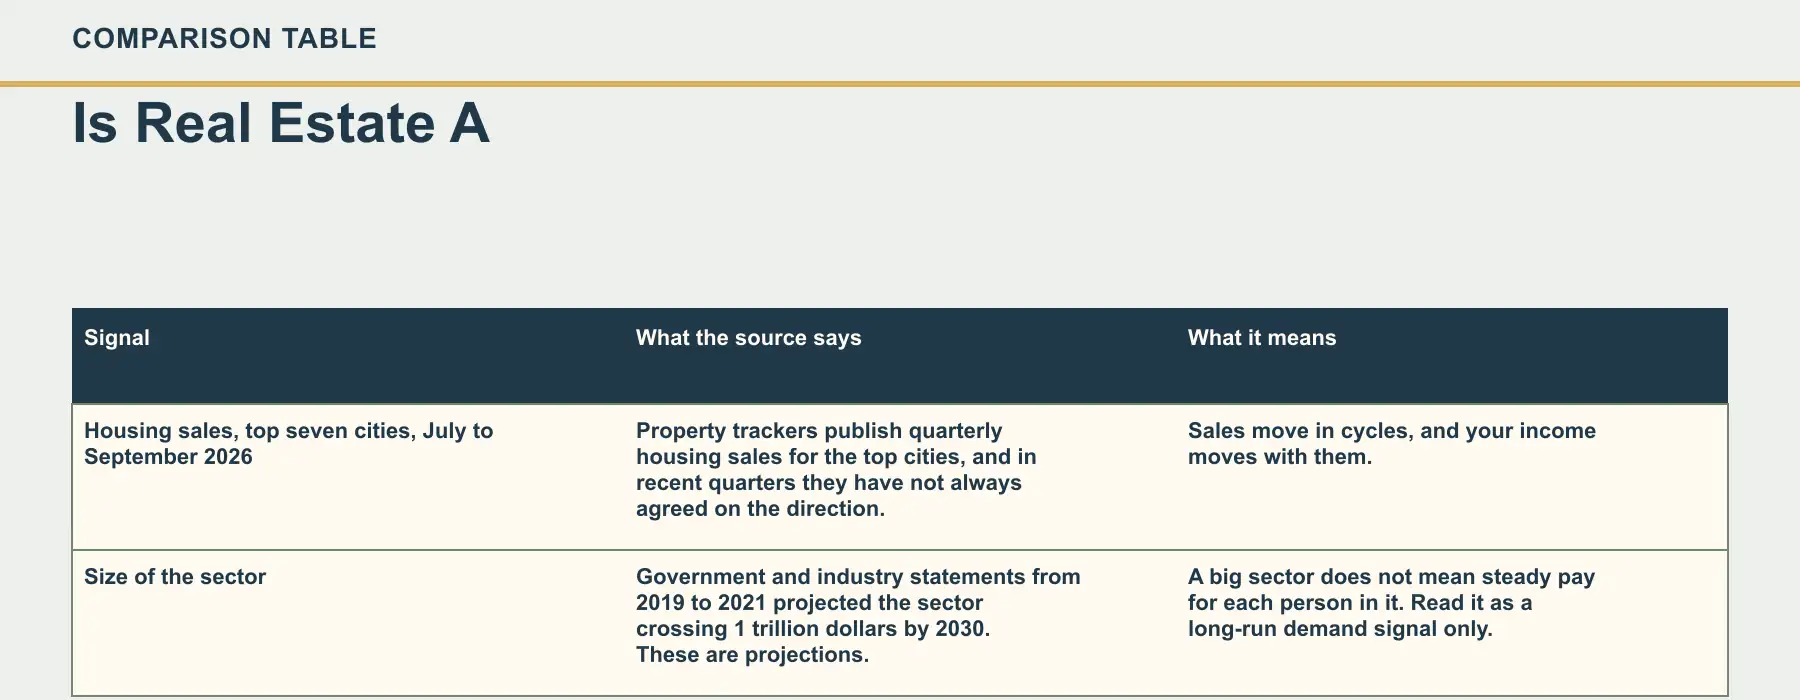 COMPARISON TABLE
Is Real Estate A
Signal
What the source says
What it means
Housing sales, top seven cities, July to
September 2026
Property trackers publish quarterly
housing sales for the top cities, and in
recent quarters they have not always
agreed on the direction.
Sales move in cycles, and your income
moves with them.
Size of the sector
Government and industry statements from
2019 to 2021 projected the sector
crossing 1 trillion dollars by 2030.
These are projections.
A big sector does not mean steady pay
for each person in it. Read it as a
long-run demand signal only.